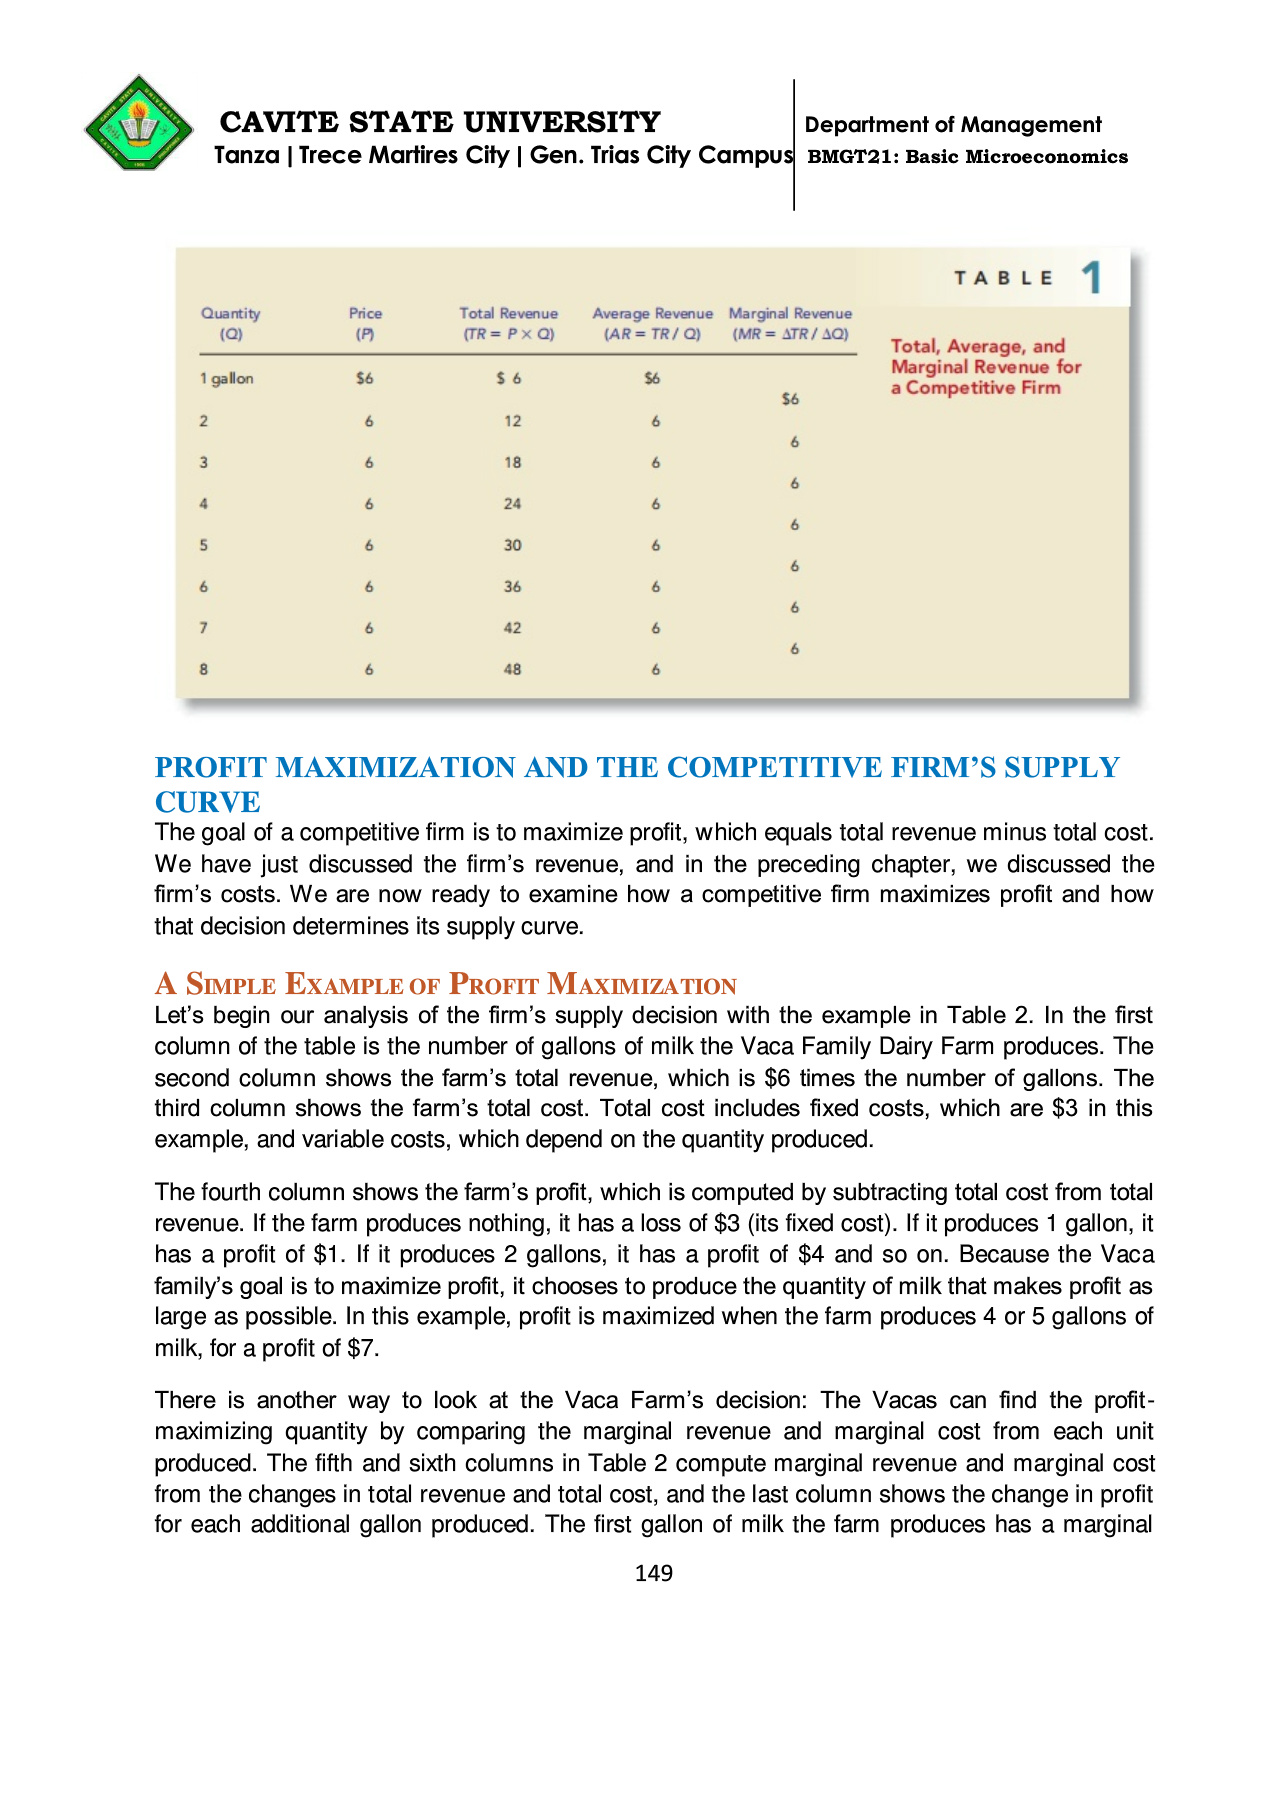 CAVITE STATE UNIVERSITY
Tanza | Trece Martires City | Gen. Trias City Campus
Department of Management
BMGT21: Basic Microeconomics
TABLE 1
Total, Average, and
Marginal Revenue for
a Competitive Firm
Quantity Price Total Revenue Average Revenue Marginal Revenue
(Q) (P) (TR = P × Q) (AR = TR / Q) (MR = ΔTR / ΔQ)
1 gallon $6 $ 6 $6
$6
2 6 12 6
6
3 6 18 6
6
4 6 24 6
6
5 6 30 6
6
6 6 36 6
6
7 6 42 6
6
8 6 48 6
PROFIT MAXIMIZATION AND THE COMPETITIVE FIRM’S SUPPLY
CURVE
The goal of a competitive firm is to maximize profit, which equals total revenue minus total cost.
We have just discussed the firm’s revenue, and in the preceding chapter, we discussed the
firm’s costs. We are now ready to examine how a competitive firm maximizes profit and how
that decision determines its supply curve.
A SIMPLE EXAMPLE OF PROFIT MAXIMIZATION
Let’s begin our analysis of the firm’s supply decision with the example in Table 2. In the first
column of the table is the number of gallons of milk the Vaca Family Dairy Farm produces. The
second column shows the farm’s total revenue, which is $6 times the number of gallons. The
third column shows the farm’s total cost. Total cost includes fixed costs, which are $3 in this
example, and variable costs, which depend on the quantity produced.
The fourth column shows the farm’s profit, which is computed by subtracting total cost from total
revenue. If the farm produces nothing, it has a loss of $3 (its fixed cost). If it produces 1 gallon, it
has a profit of $1. If it produces 2 gallons, it has a profit of $4 and so on. Because the Vaca
family’s goal is to maximize profit, it chooses to produce the quantity of milk that makes profit as
large as possible. In this example, profit is maximized when the farm produces 4 or 5 gallons of
milk, for a profit of $7.
There is another way to look at the Vaca Farm’s decision: The Vacas can find the profit-
maximizing quantity by comparing the marginal revenue and marginal cost from each unit
produced. The fifth and sixth columns in Table 2 compute marginal revenue and marginal cost
from the changes in total revenue and total cost, and the last column shows the change in profit
for each additional gallon produced. The first gallon of milk the farm produces has a marginal
149